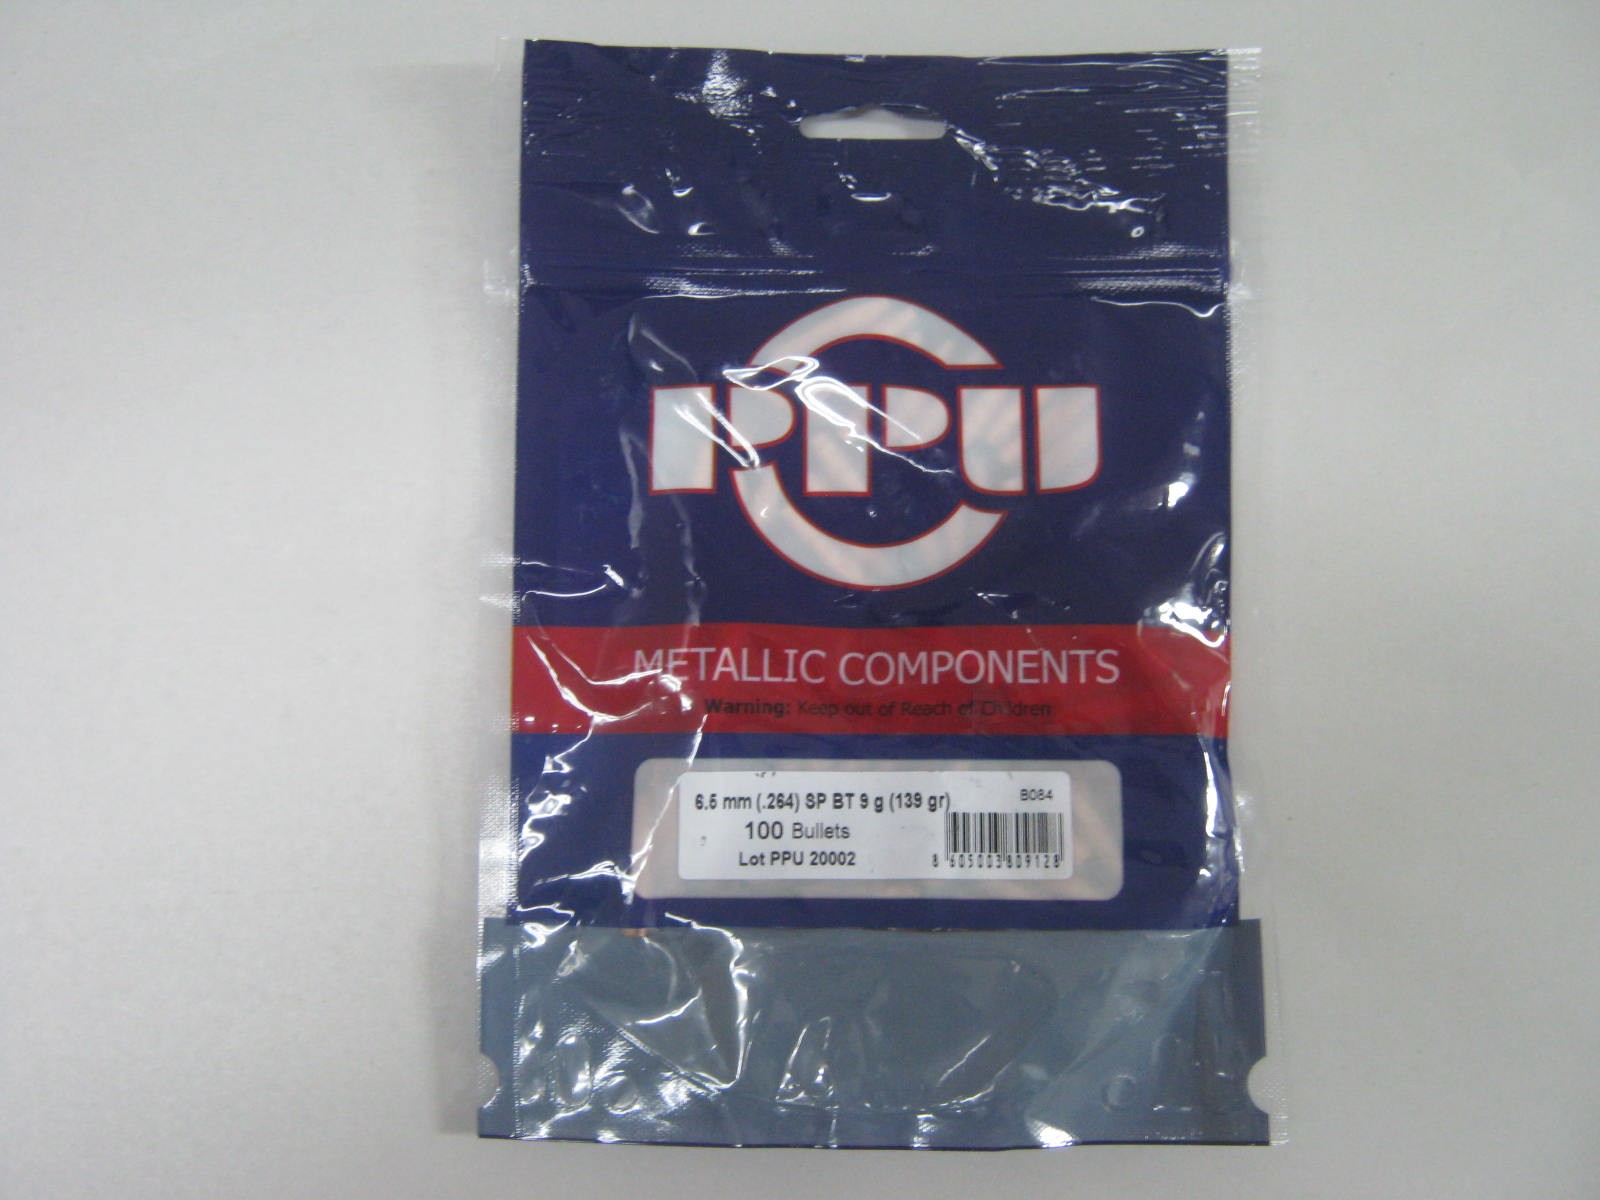 PPU
METALLIC COMPONENTS
Warning: Keep out of Reach of Children
6.5 mm (.264) SP BT 9 g (139 gr)
B084
100 Bullets
Lot PPU 20002
8 605003 809128